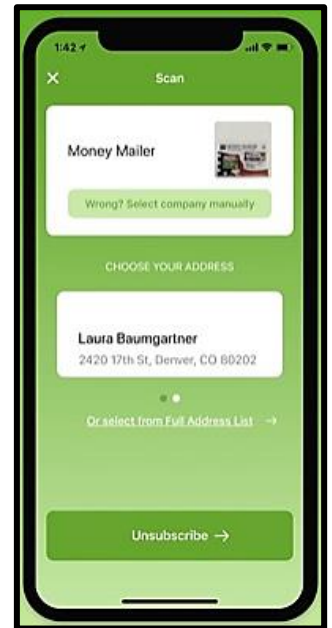 1:42
Scan
Money Mailer
Wrong? Select company manually
CHOOSE YOUR ADDRESS
Laura Baumgartner
2420 17th St, Denver, CO 80202
Or select from Full Address List →
Unsubscribe →